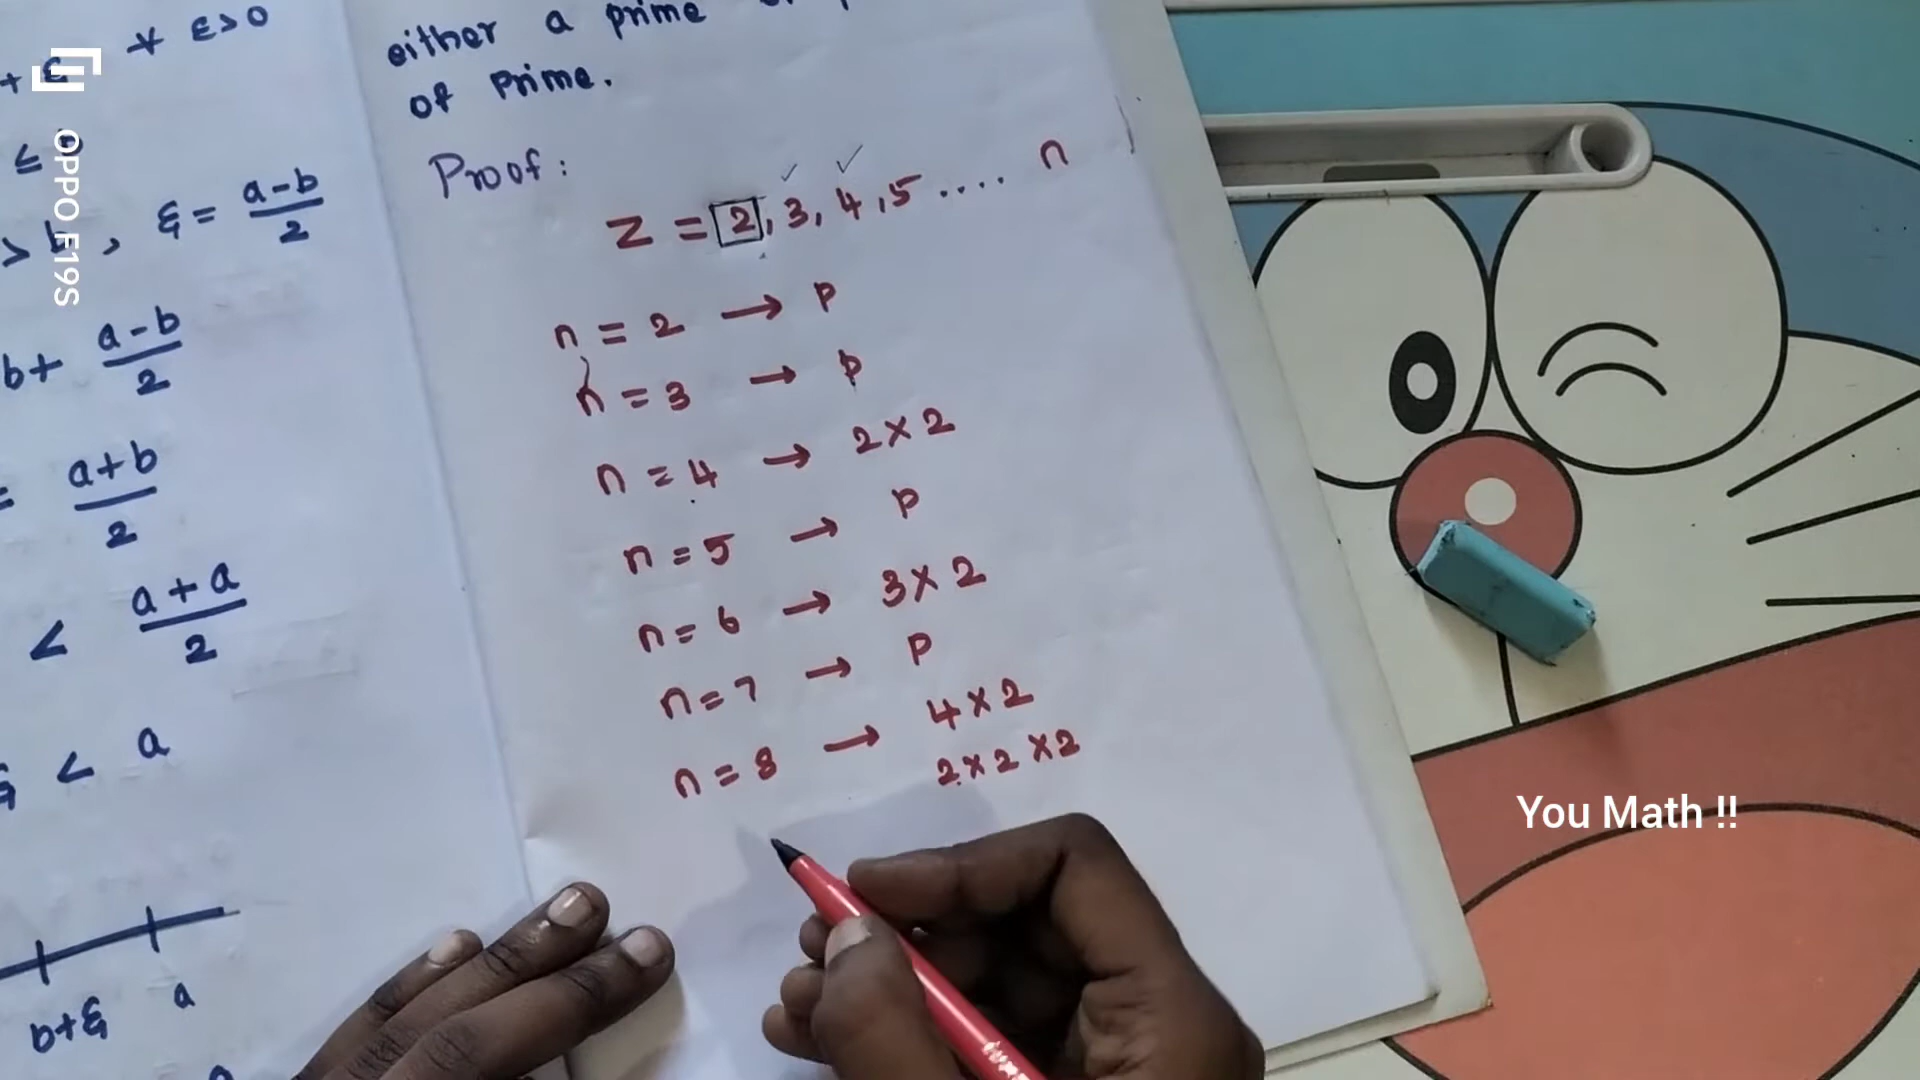 ∀ ε>0
+ ε
≤ b
> b, ε = a-b/2
b+ a-b/2
= a+b/2
< a+a/2
< a
b+ε a
either a prime
of Prime.
Proof:
Z = 2, 3, 4, 5 .... n
n = 2 → P
n = 3 → p
n = 4 → 2×2
n = 5 → P
n = 6 → 3×2
n = 7 → P
n = 8 → 4×2
2×2×2
OPPO F19S
You Math !!